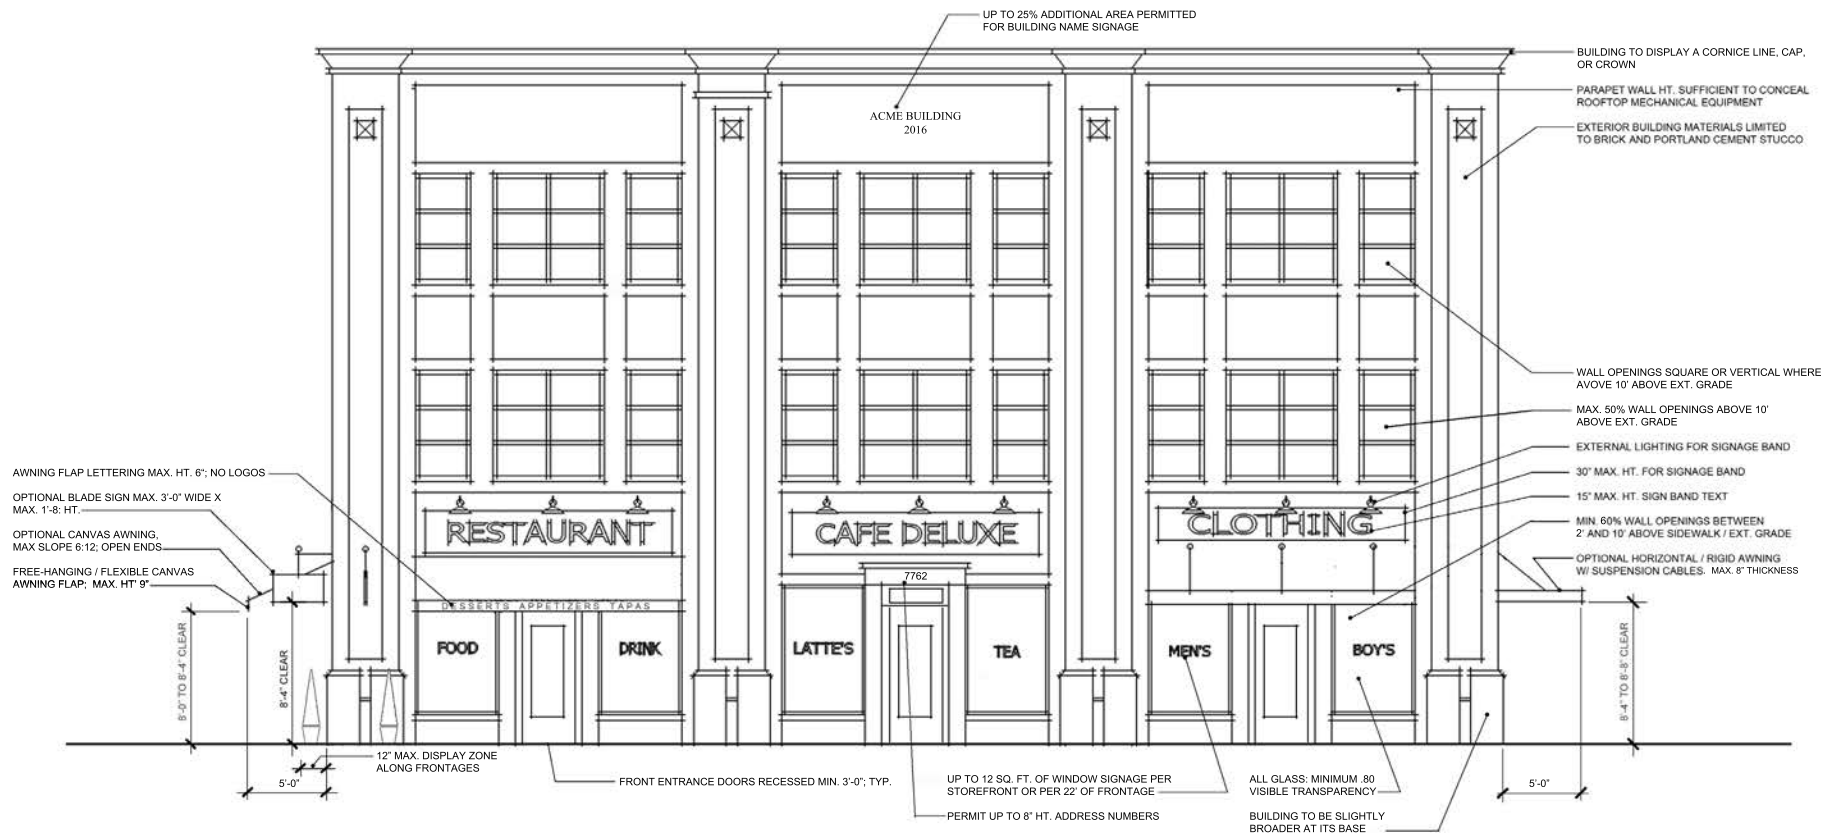 UP TO 25% ADDITIONAL AREA PERMITTED
FOR BUILDING NAME SIGNAGE
BUILDING TO DISPLAY A CORNICE LINE, CAP,
OR CROWN
PARAPET WALL HT. SUFFICIENT TO CONCEAL
ROOFTOP MECHANICAL EQUIPMENT
EXTERIOR BUILDING MATERIALS LIMITED
TO BRICK AND PORTLAND CEMENT STUCCO
ACME BUILDING
2016
WALL OPENINGS SQUARE OR VERTICAL WHERE
AVOVE 10' ABOVE EXT. GRADE
MAX. 50% WALL OPENINGS ABOVE 10'
ABOVE EXT. GRADE
EXTERNAL LIGHTING FOR SIGNAGE BAND
30" MAX. HT. FOR SIGNAGE BAND
15" MAX. HT. SIGN BAND TEXT
MIN. 60% WALL OPENINGS BETWEEN
2' AND 10' ABOVE SIDEWALK / EXT. GRADE
OPTIONAL HORIZONTAL / RIGID AWNING
W/ SUSPENSION CABLES. MAX. 8" THICKNESS
AWNING FLAP LETTERING MAX. HT. 6"; NO LOGOS
OPTIONAL BLADE SIGN MAX. 3'-0" WIDE X
MAX. 1'-8: HT.
OPTIONAL CANVAS AWNING,
MAX SLOPE 6:12; OPEN ENDS
FREE-HANGING / FLEXIBLE CANVAS
AWNING FLAP; MAX. HT' 9"
RESTAURANT
CAFE DELUXE
CLOTHING
7762
DESSERTS APPETIZERS TAPAS
FOOD
DRINK
LATTE'S
TEA
MEN'S
BOY'S
8'-0" TO 8'-4" CLEAR
8'-4" CLEAR
8'-4" TO 8'-8" CLEAR
12" MAX. DISPLAY ZONE
ALONG FRONTAGES
5'-0"
FRONT ENTRANCE DOORS RECESSED MIN. 3'-0"; TYP.
UP TO 12 SQ. FT. OF WINDOW SIGNAGE PER
STOREFRONT OR PER 22' OF FRONTAGE
PERMIT UP TO 8" HT. ADDRESS NUMBERS
ALL GLASS: MINIMUM .80
VISIBLE TRANSPARENCY
BUILDING TO BE SLIGHTLY
BROADER AT ITS BASE
5'-0"